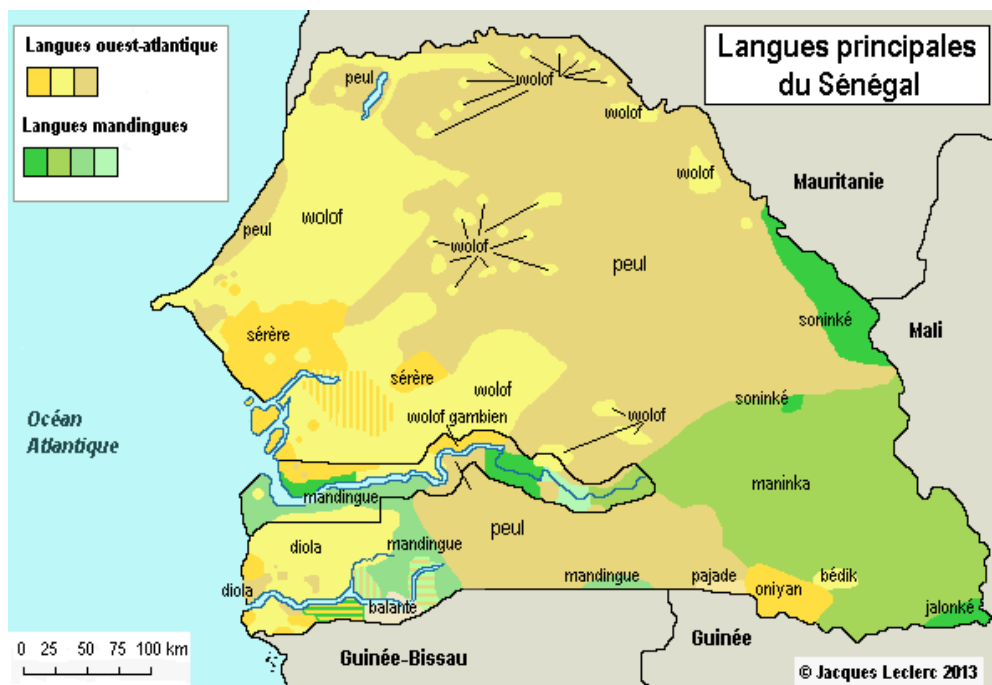 Langues ouest-atlantique
Langues mandingues
Langues principales
du Sénégal
peul
wolof
wolof
wolof
Mauritanie
wolof
peul
wolof
peul
soninké
Mali
sérère
sérère
wolof
soninké
wolof gambien
wolof
Océan
Atlantique
maninka
mandingue
peul
diola
mandingue
mandingue
pajade
bédik
oniyan
diola
balante
jalonké
Guinée
Guinée-Bissau
0 25 50 75 100 km
© Jacques Leclerc 2013